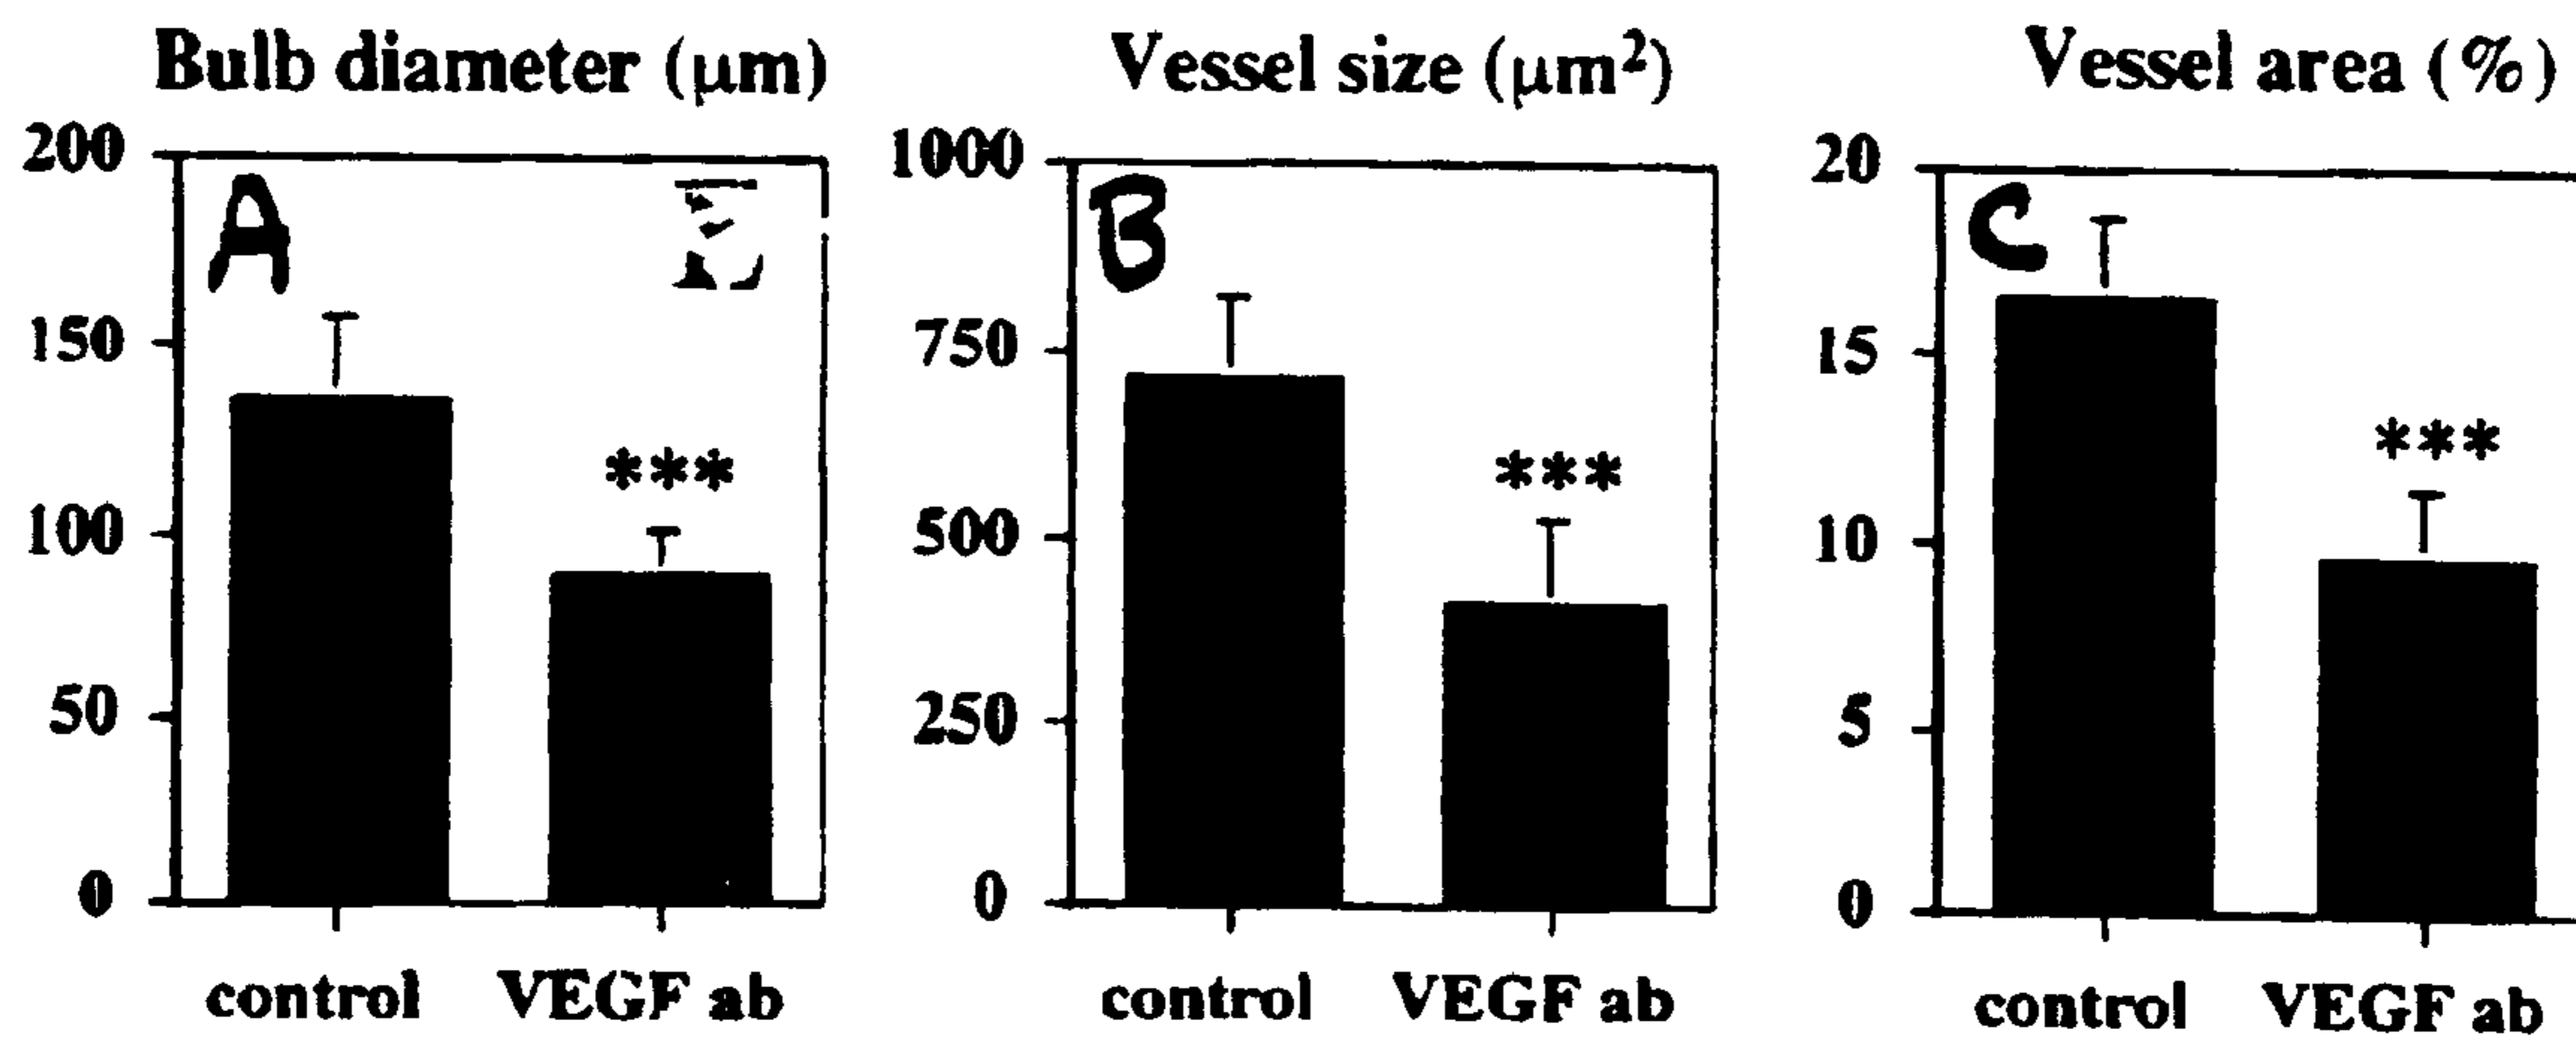 Bulb diameter (μm)
200
150
100
50
0
A
***
control VEGF ab
Vessel size (μm²)
1000
750
500
250
0
B
***
control VEGF ab
Vessel area (%)
20
15
10
5
0
C
***
control VEGF ab